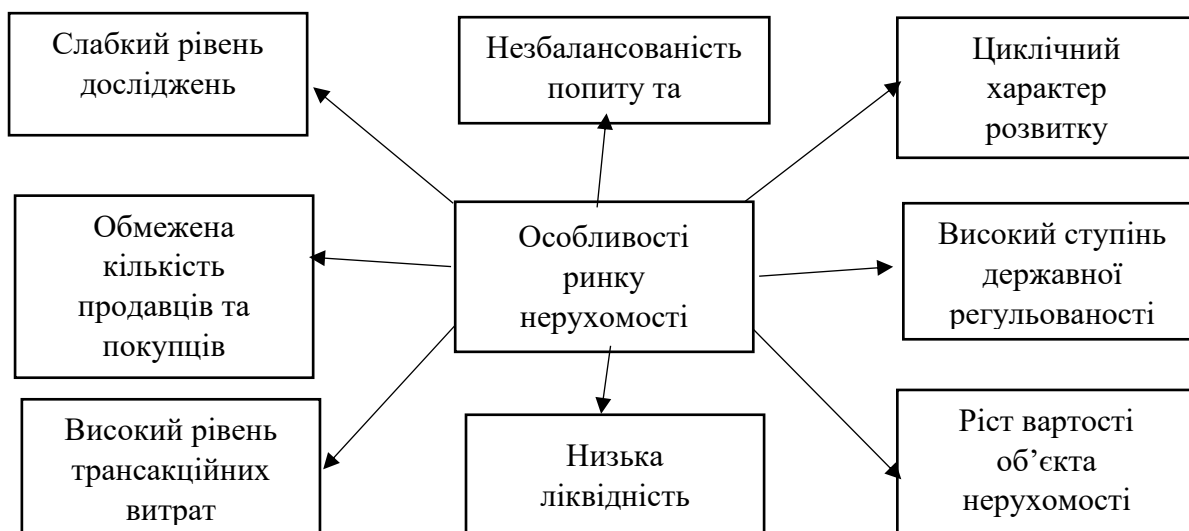 Слабкий рівень
досліджень
Незбалансованість
попиту та
Циклічний
характер
розвитку
Обмежена
кількість
продавців та
покупців
Особливості
ринку
нерухомості
Високий ступінь
державної
регульованості
Високий рівень
трансакційних
витрат
Низька
ліквідність
Ріст вартості
об’єкта
нерухомості